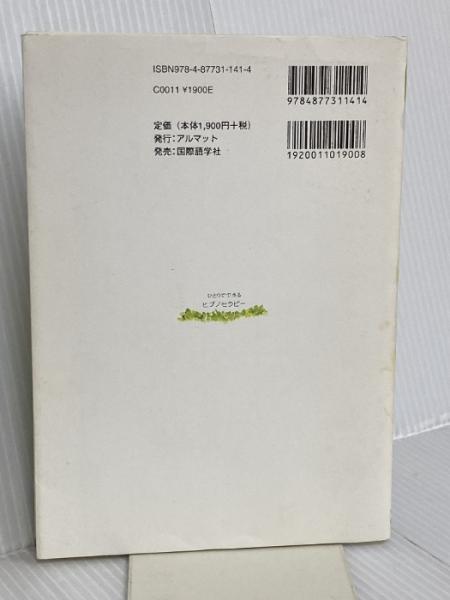 ISBN978-4-87731-141-4
C0011 ¥1900E
定価（本体1,900円＋税）
発行：アルマット
発売：国際語学社
9784877311414
1920011019008
ひとりでできる
ヒプノセラピー